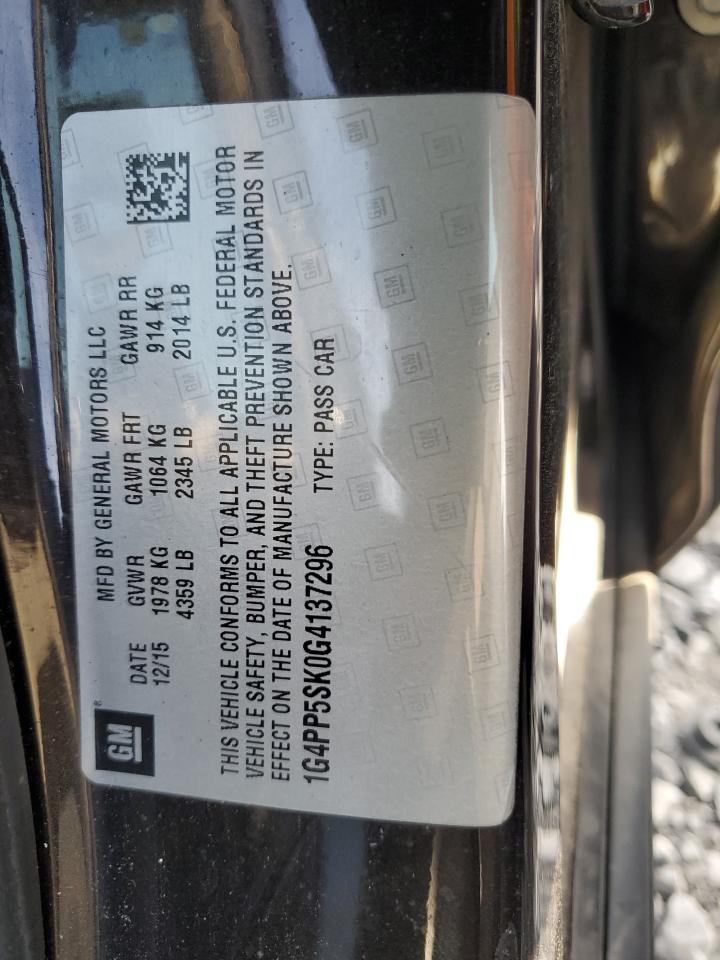 GM®
MFD BY GENERAL MOTORS LLC
DATE GVWR GAWR FRT GAWR RR
12/15 1978 KG 1064 KG 914 KG
4359 LB 2345 LB 2014 LB
THIS VEHICLE CONFORMS TO ALL APPLICABLE U.S. FEDERAL MOTOR
VEHICLE SAFETY, BUMPER, AND THEFT PREVENTION STANDARDS IN
EFFECT ON THE DATE OF MANUFACTURE SHOWN ABOVE.
1G4PP5SK0G4137296 TYPE: PASS CAR